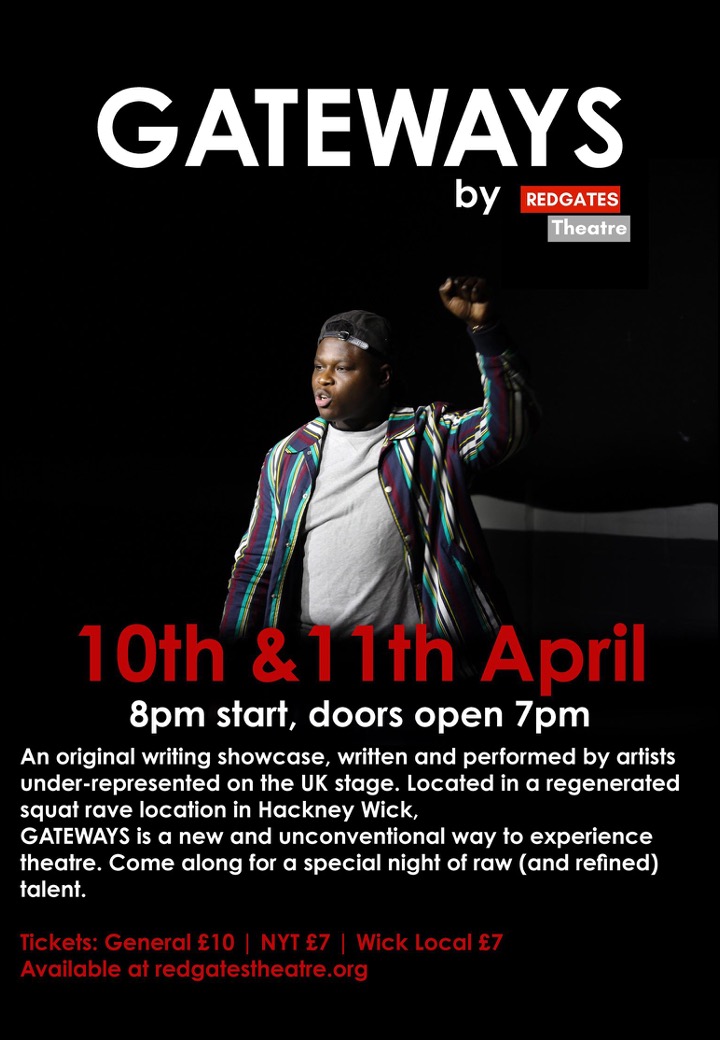 GATEWAYS
by REDGATES
Theatre
10th &11th April
8pm start, doors open 7pm
An original writing showcase, written and performed by artists
under-represented on the UK stage. Located in a regenerated
squat rave location in Hackney Wick,
GATEWAYS is a new and unconventional way to experience
theatre. Come along for a special night of raw (and refined)
talent.
Tickets: General £10 | NYT £7 | Wick Local £7
Available at redgatestheatre.org